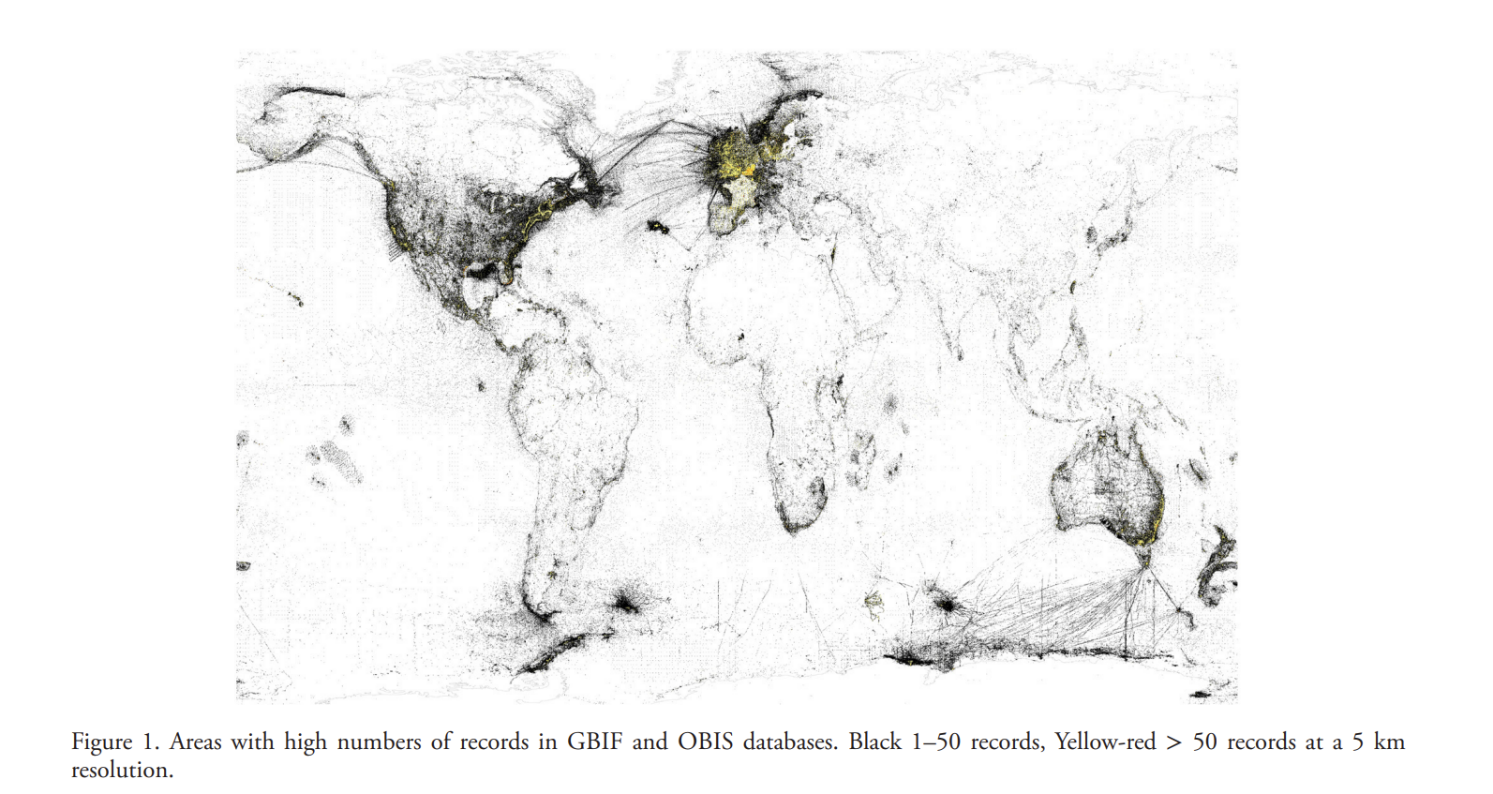 Figure 1. Areas with high numbers of records in GBIF and OBIS databases. Black 1–50 records, Yellow-red > 50 records at a 5 km
resolution.